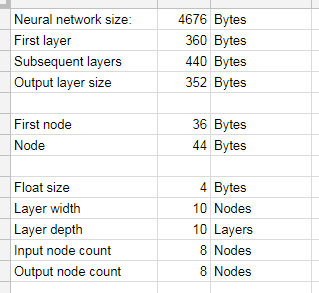 Neural network size: 4676 Bytes
First layer 360 Bytes
Subsequent layers 440 Bytes
Output layer size 352 Bytes
First node 36 Bytes
Node 44 Bytes
Float size 4 Bytes
Layer width 10 Nodes
Layer depth 10 Layers
Input node count 8 Nodes
Output node count 8 Nodes